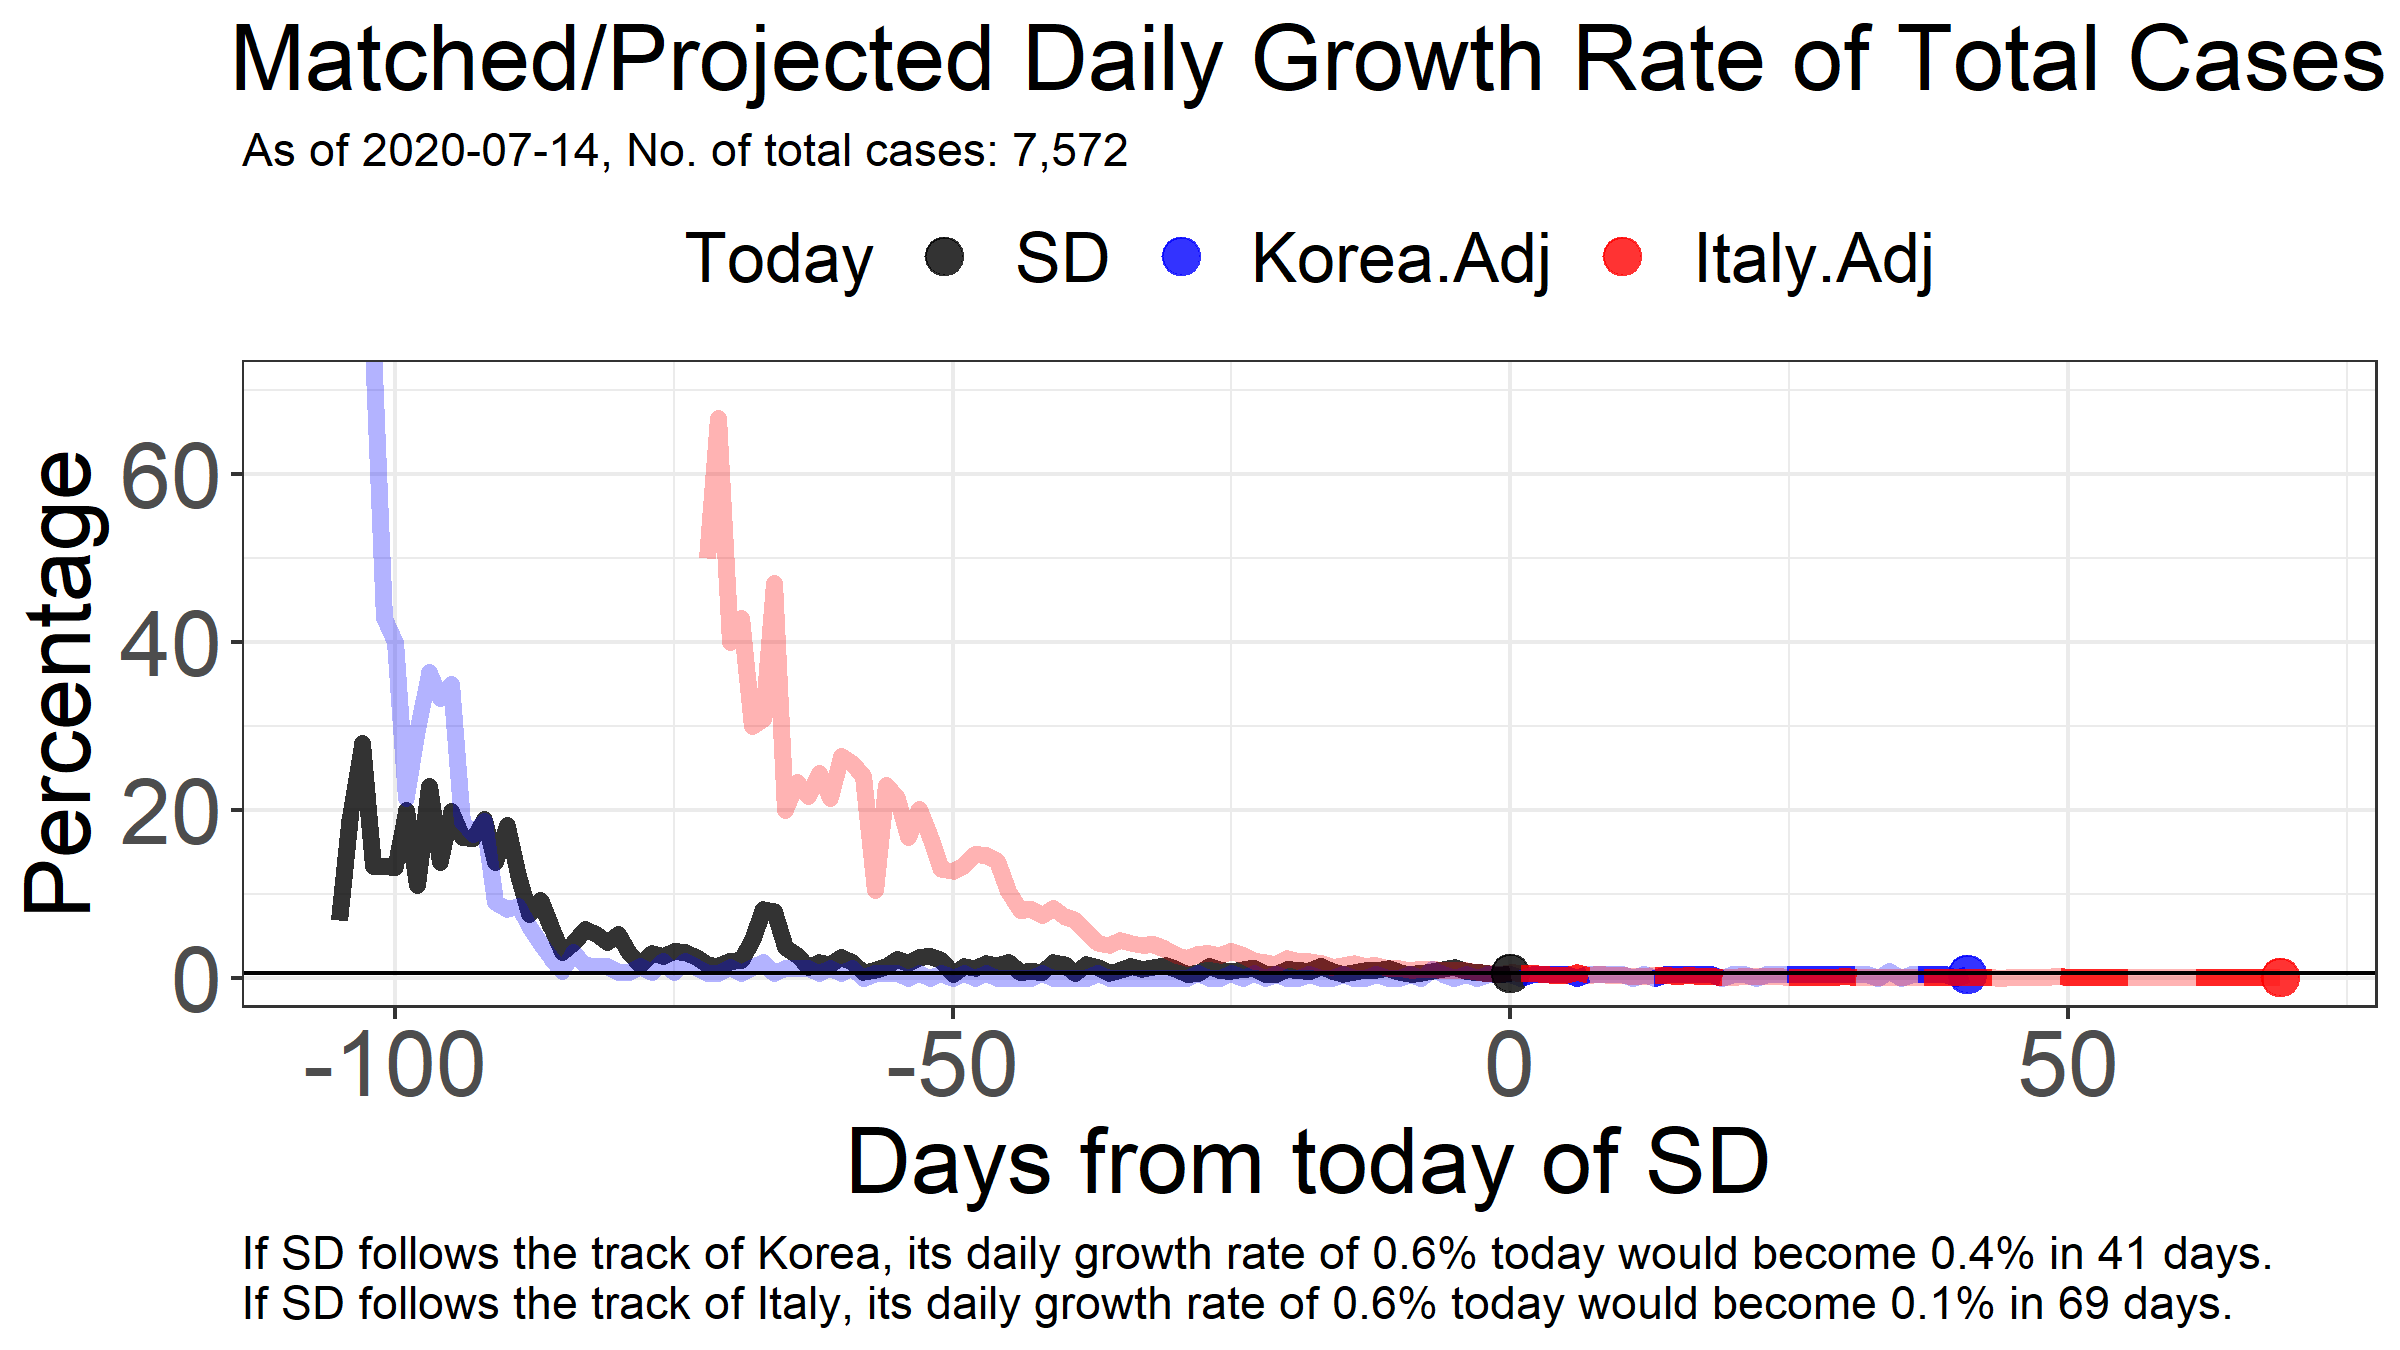 Matched/Projected Daily Growth Rate of Total Cases
As of 2020-07-14, No. of total cases: 7,572
Today SD Korea.Adj Italy.Adj
Percentage
60
40
20
0
-100 -50 0 50
Days from today of SD
If SD follows the track of Korea, its daily growth rate of 0.6% today would become 0.4% in 41 days.
If SD follows the track of Italy, its daily growth rate of 0.6% today would become 0.1% in 69 days.